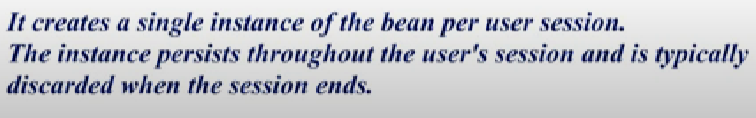 It creates a single instance of the bean per user session.
The instance persists throughout the user's session and is typically
discarded when the session ends.